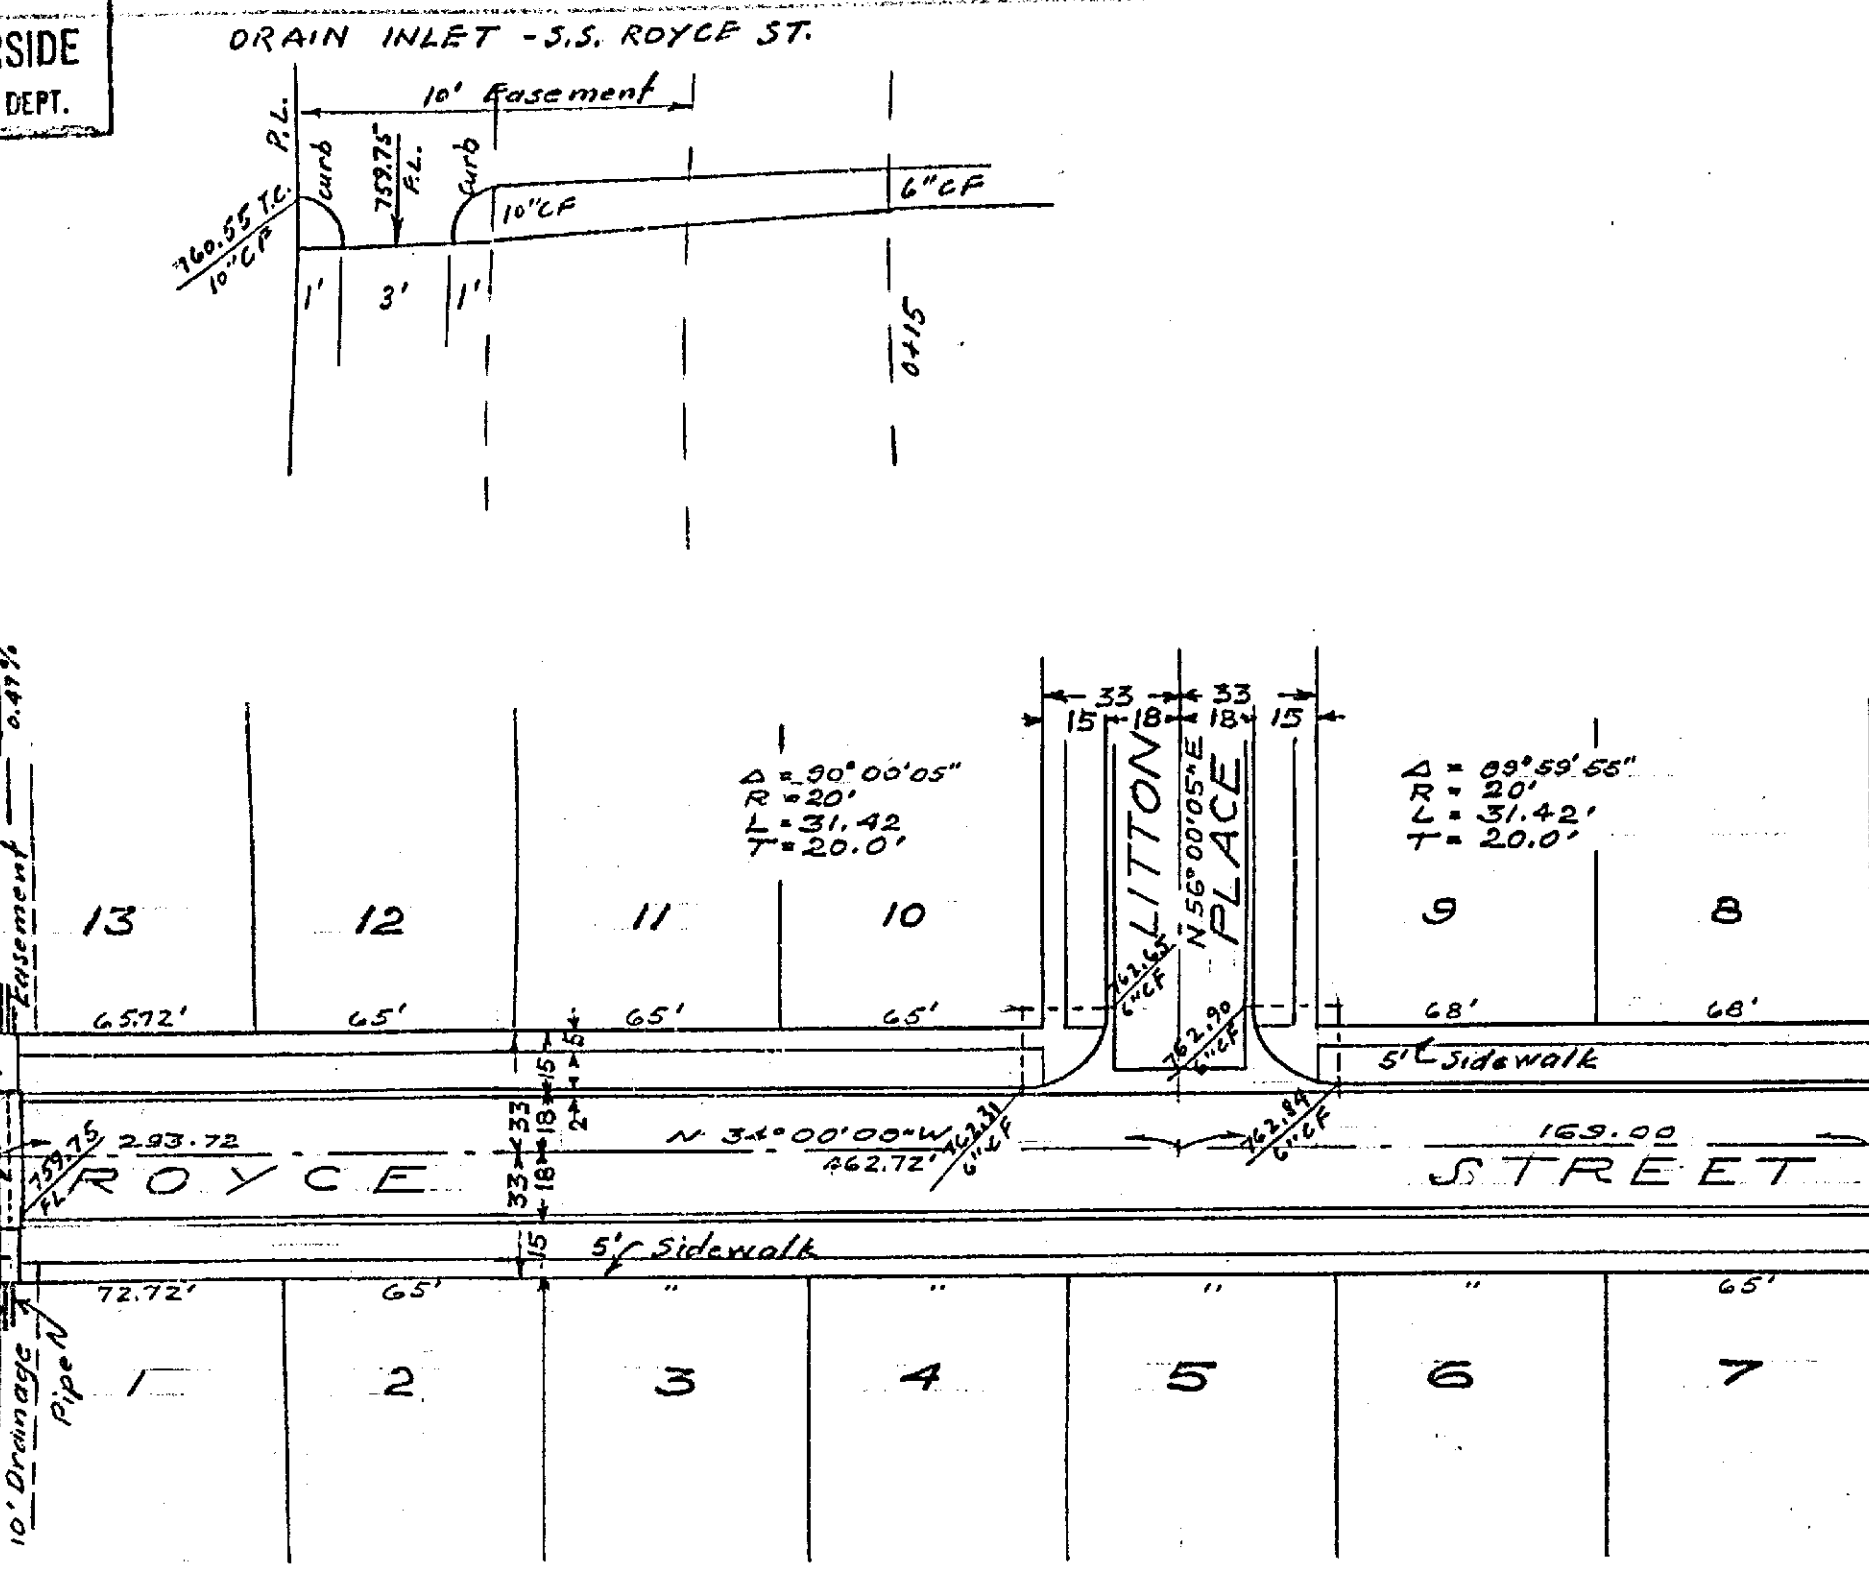 RSIDE
DEPT.
DRAIN INLET - S.S. ROYCE ST.
10' Easement
P.L.
curb
759.75
F.L.
curb
760.55 T.C.
10" CF
10"CF
6"CF
1'
3'
1'
0+15
Easement 0.47%
33 33
15 18 18 15
Δ = 90°00'05"
R = 20'
L = 31.42
T = 20.0'
LITTON
N 56°00'05"E
PLACE
Δ = 89°59'55"
R = 20'
L = 31.42'
T = 20.0'
13
12
11
10
9
8
762.65
6"CF
762.90
6"CF
65.72'
65'
65'
65'
68'
68'
5
15
5' Sidewalk
33
18
2
759.75
FL
293.72
N 34°00'00"W
462.72'
762.31
6"CF
762.84
6"CF
169.00
ROYCE
STREET
33
18
15
5' Sidewalk
72.72'
65'
"
"
"
"
65'
10' Drainage
Pipe
1
2
3
4
5
6
7